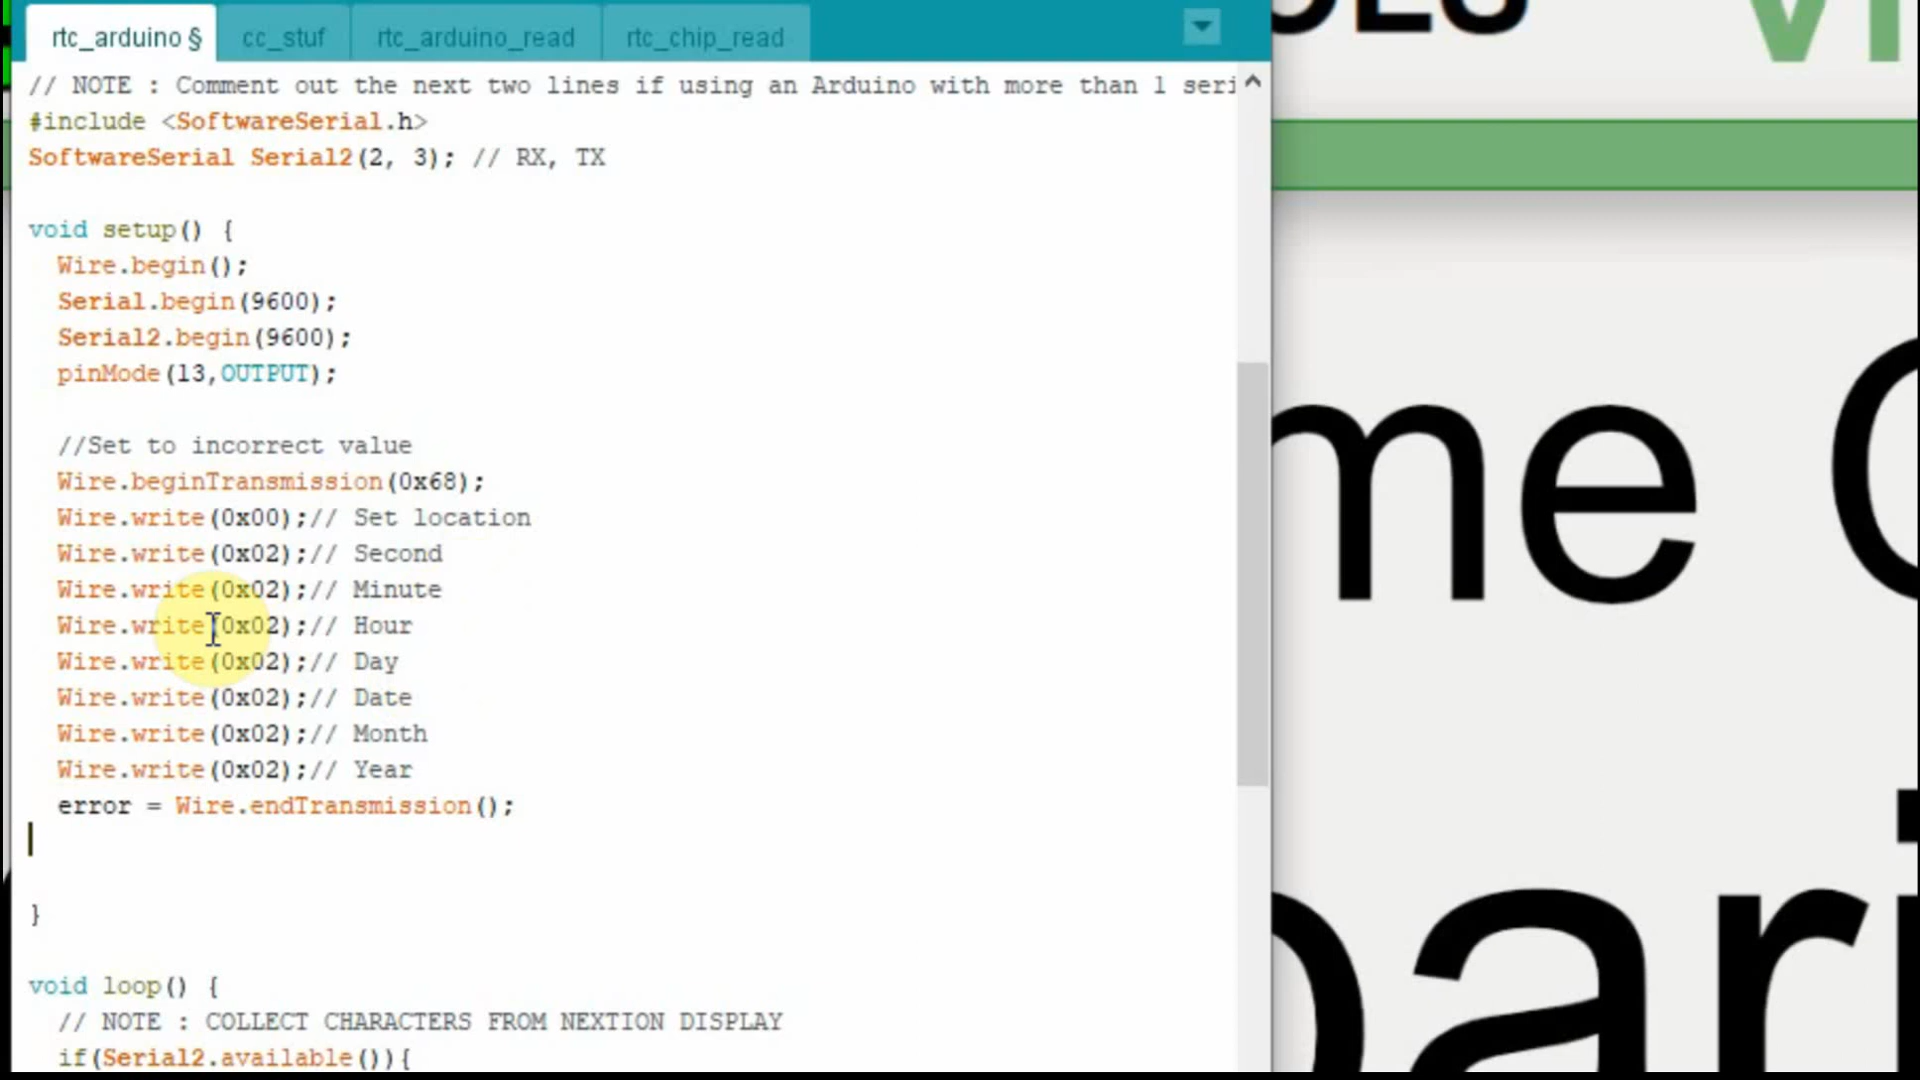 rtc_arduino §
cc_stuf
rtc_arduino_read
rtc_chip_read
// NOTE : Comment out the next two lines if using an Arduino with more than 1 seri
#include <SoftwareSerial.h>
SoftwareSerial Serial2(2, 3); // RX, TX
void setup() {
Wire.begin();
Serial.begin(9600);
Serial2.begin(9600);
pinMode(13,OUTPUT);
//Set to incorrect value
Wire.beginTransmission(0x68);
Wire.write(0x00);// Set location
Wire.write(0x02);// Second
Wire.write(0x02);// Minute
Wire.write(0x02);// Hour
Wire.write(0x02);// Day
Wire.write(0x02);// Date
Wire.write(0x02);// Month
Wire.write(0x02);// Year
error = Wire.endTransmission();
}
void loop() {
// NOTE : COLLECT CHARACTERS FROM NEXTION DISPLAY
if(Serial2.available()){
me